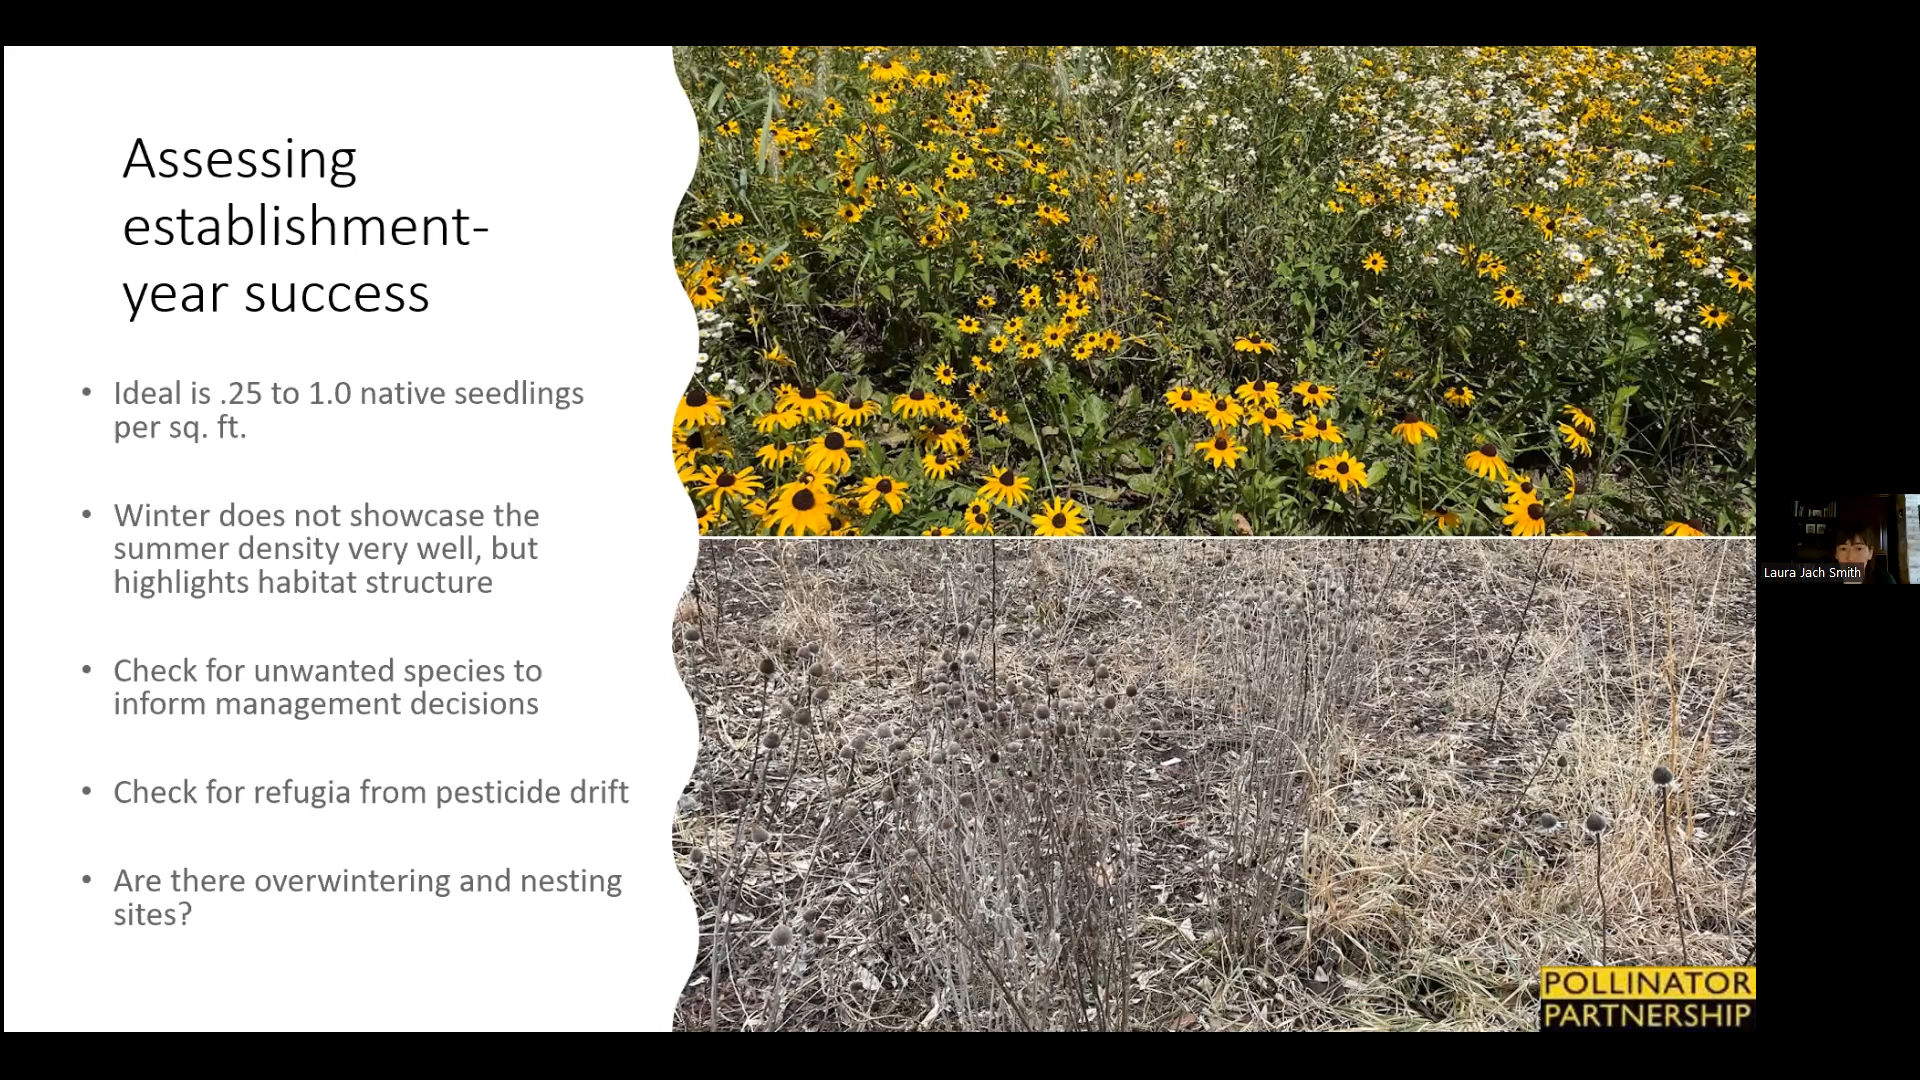 Assessing
establishment-
year success
• Ideal is .25 to 1.0 native seedlings
per sq. ft.
• Winter does not showcase the
summer density very well, but
highlights habitat structure
• Check for unwanted species to
inform management decisions
• Check for refugia from pesticide drift
• Are there overwintering and nesting
sites?
POLLINATOR
PARTNERSHIP
Laura Jach Smith